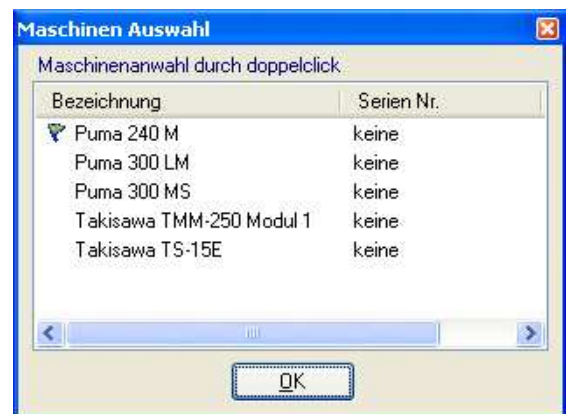 Maschinen Auswahl
Maschinenanwahl durch doppelclick
Bezeichnung Serien Nr.
Puma 240 M keine
Puma 300 LM keine
Puma 300 MS keine
Takisawa TMM-250 Modul 1 keine
Takisawa TS-15E keine
OK